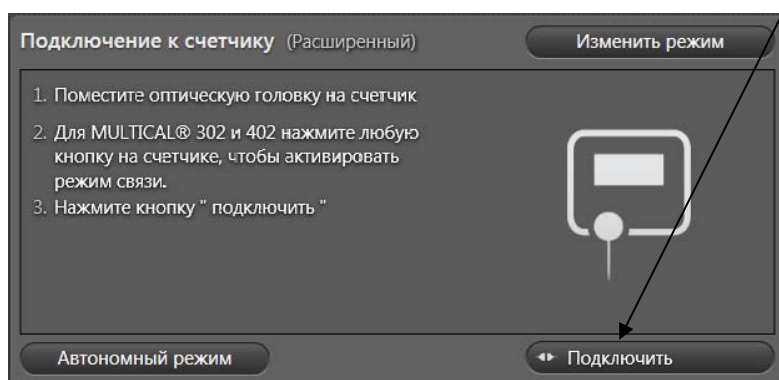 Подключение к счетчику (Расширенный)
Изменить режим
1. Поместите оптическую головку на счетчик
2. Для MULTICAL® 302 и 402 нажмите любую
кнопку на счетчике, чтобы активировать
режим связи.
3. Нажмите кнопку " подключить "
Автономный режим
Подключить